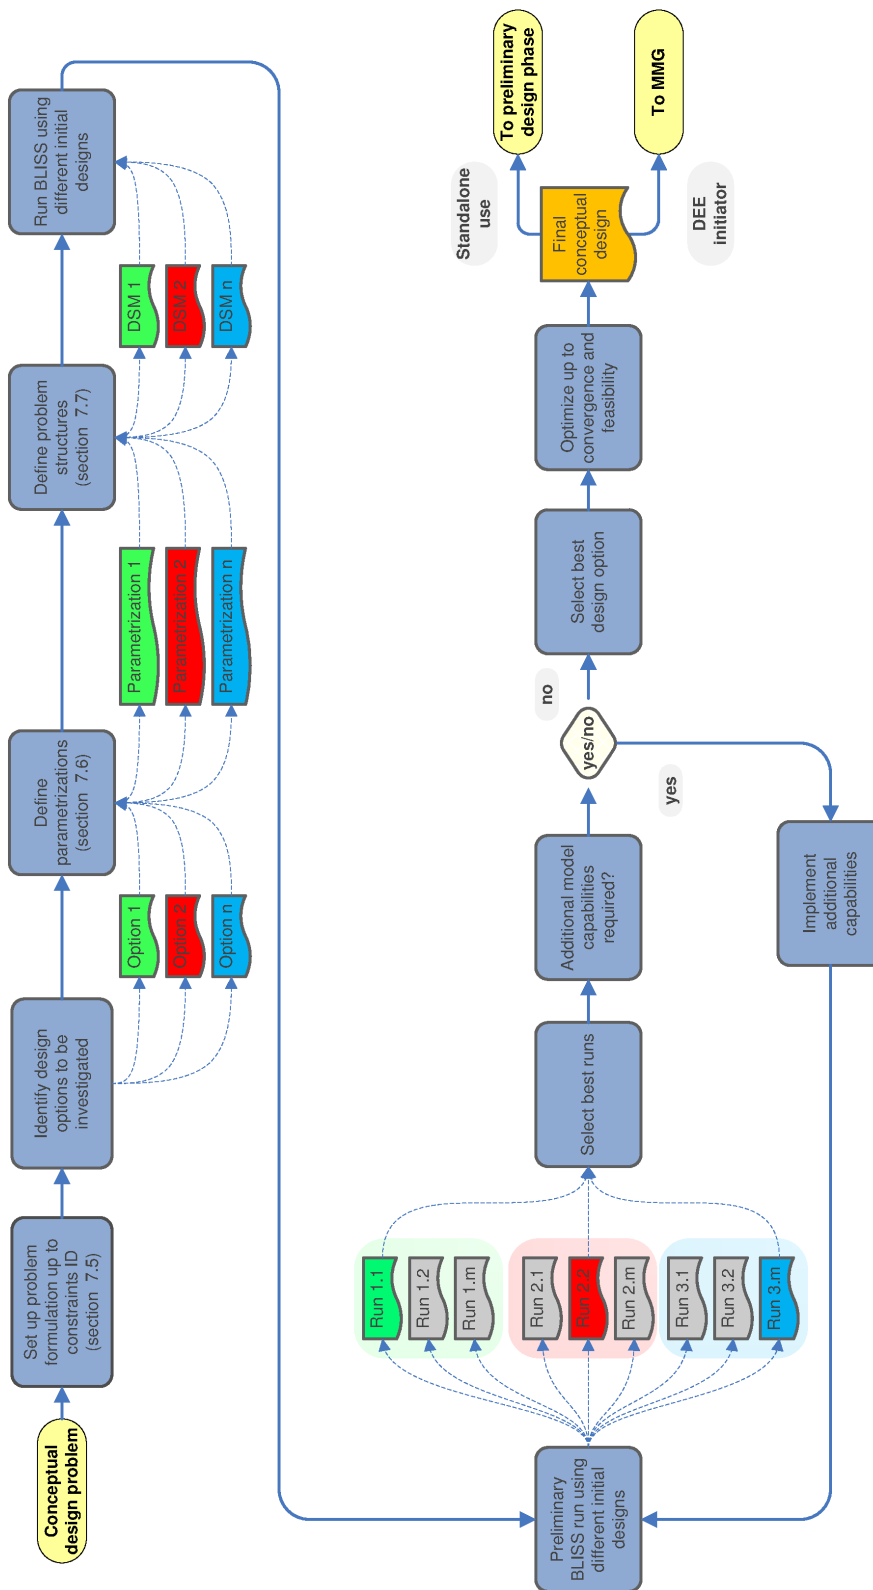 Conceptual
design problem
Set up problem
formulation up to
constraints ID
(section 7.5)
Identify design
options to be
investigated
Option 1
Option 2
Option n
Define
parametrizations
(section 7.6)
Parametrization 1
Parametrization 2
Parametrization n
Define problem
structures
(section 7.7)
DSM 1
DSM 2
DSM n
Run BLISS using
different initial
designs
Preliminary
BLISS run using
different initial
designs
Run 1.1
Run 1.2
Run 1.m
Run 2.1
Run 2.2
Run 2.m
Run 3.1
Run 3.2
Run 3.m
Select best runs
Additional model
capabilities
required?
yes/no
no
yes
Implement
additional
capabilities
Select best
design option
Optimize up to
convergence and
feasibility
Final
conceptual
design
Standalone
use
DEE
initiator
To preliminary
design phase
To MMG